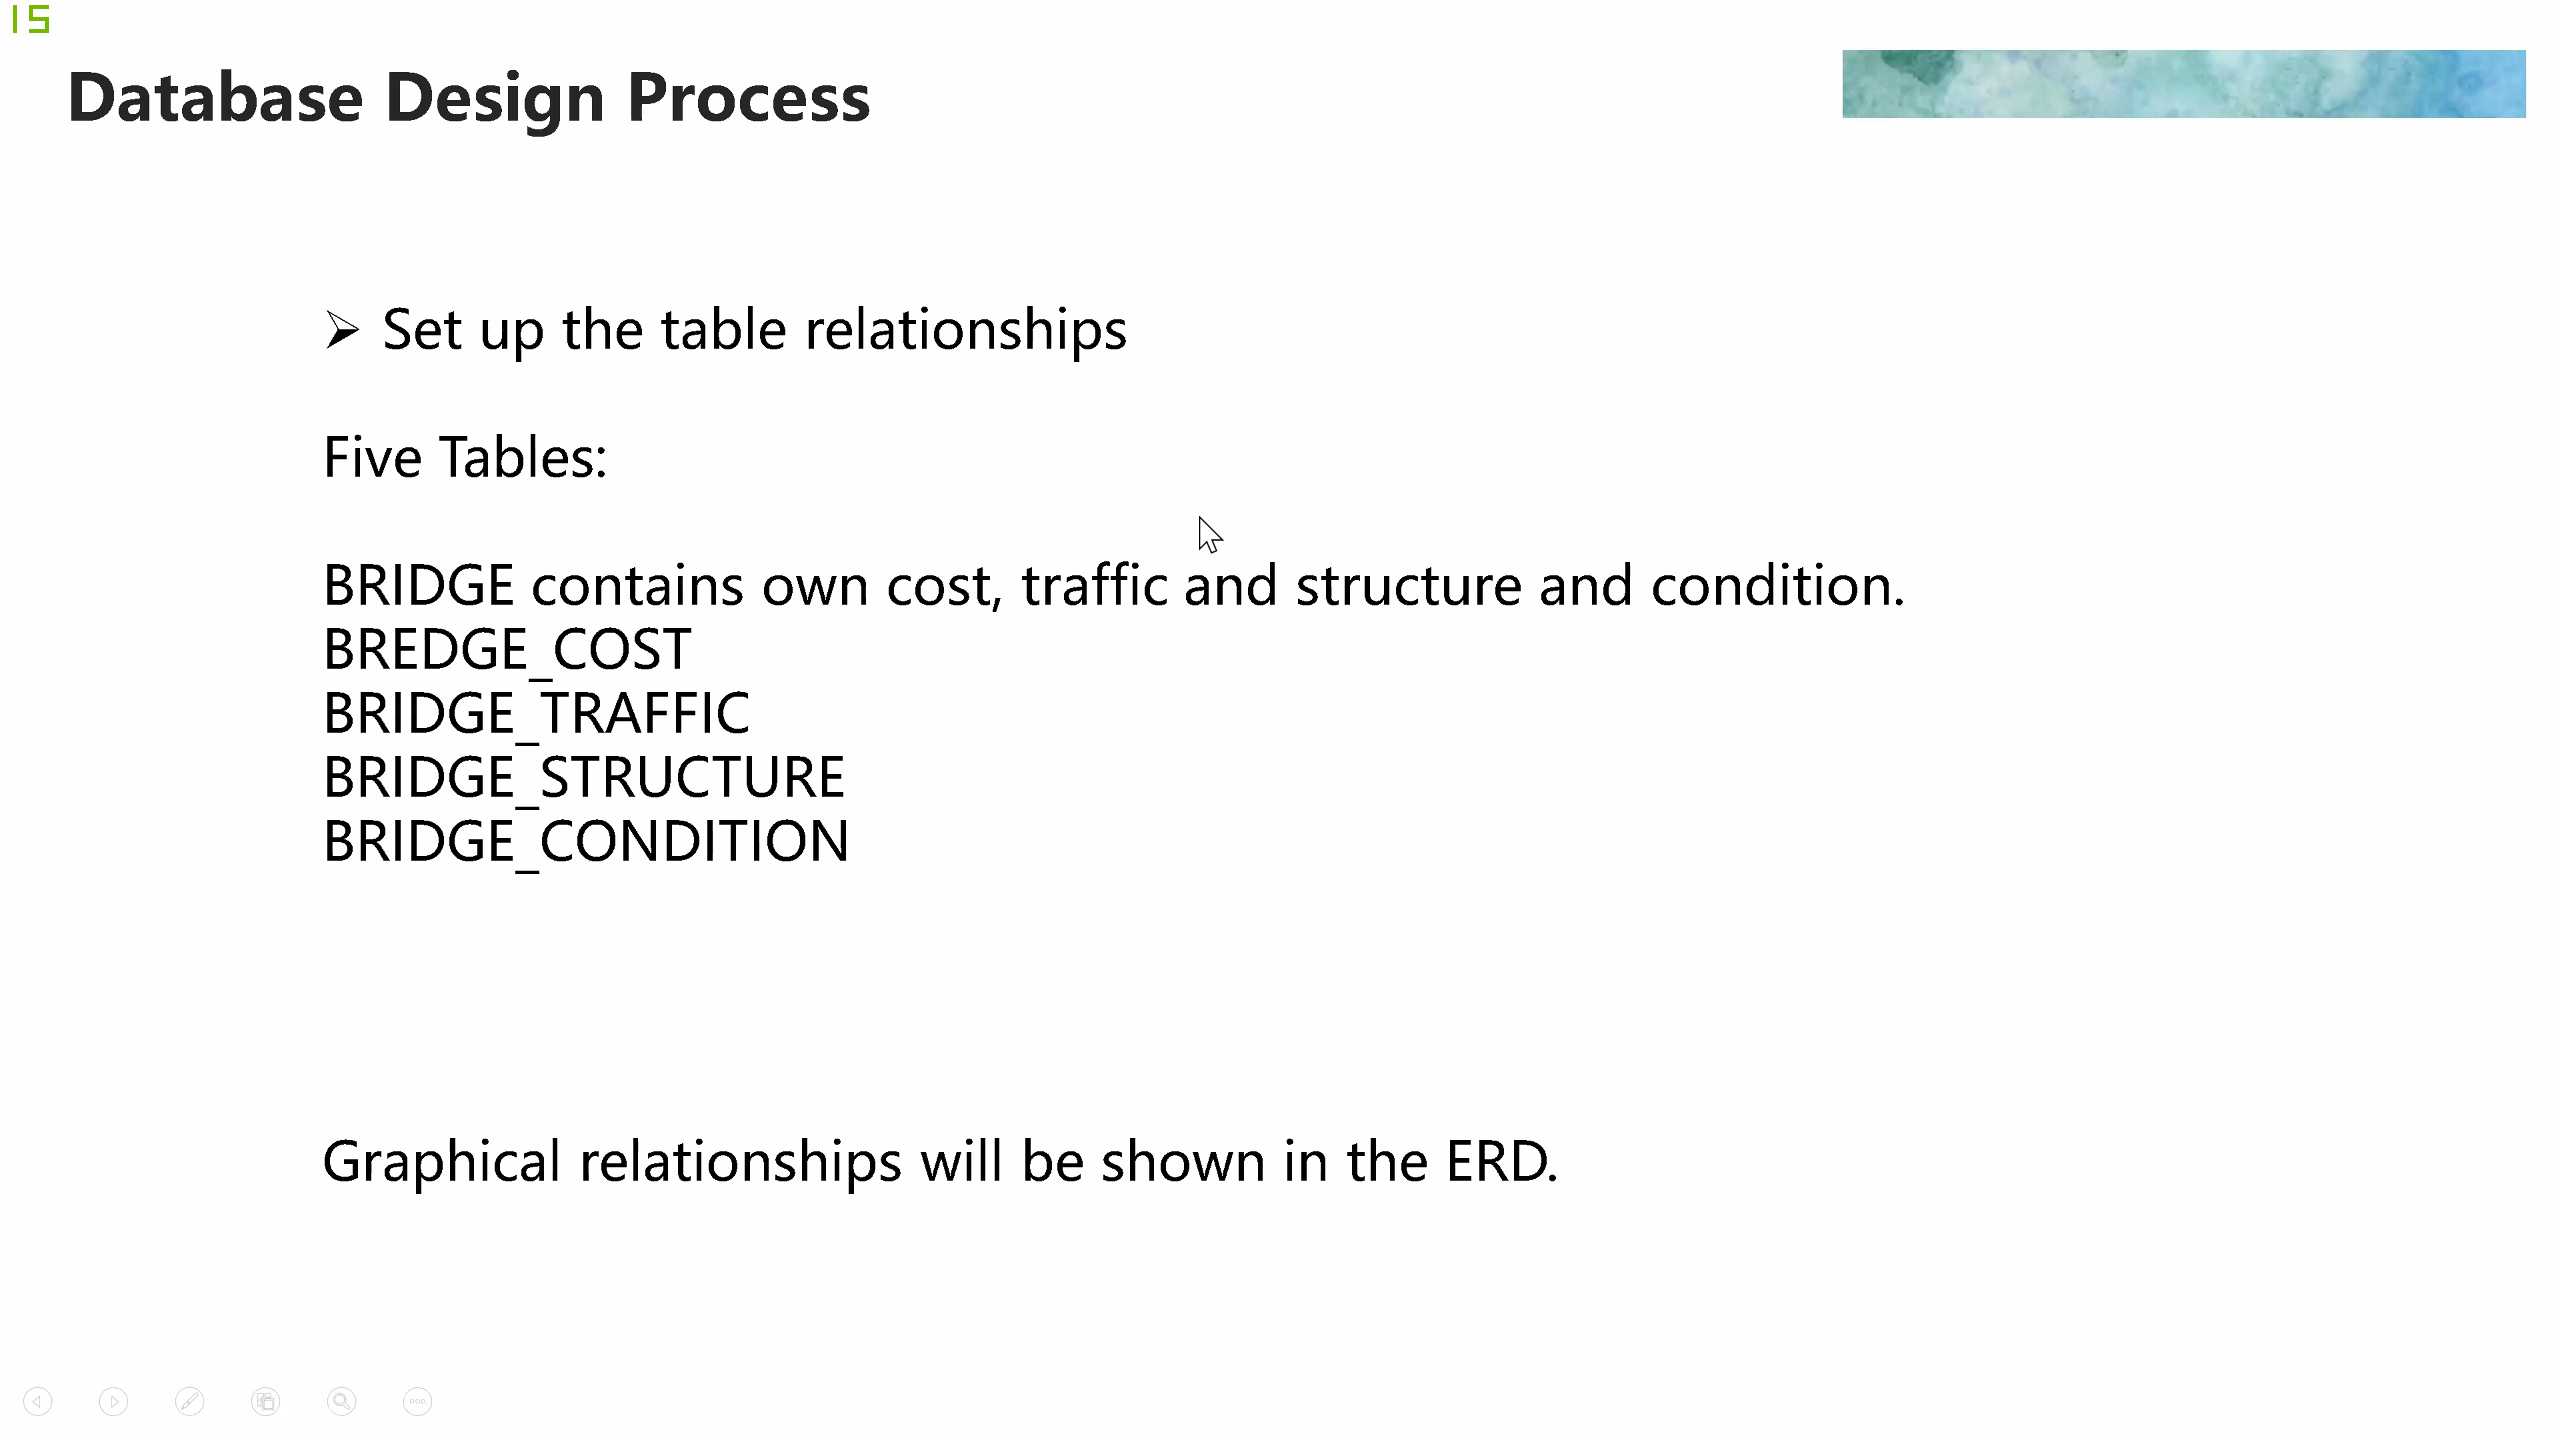 15
Database Design Process
➢ Set up the table relationships
Five Tables:
BRIDGE contains own cost, traffic and structure and condition.
BREDGE_COST
BRIDGE_TRAFFIC
BRIDGE_STRUCTURE
BRIDGE_CONDITION
Graphical relationships will be shown in the ERD.